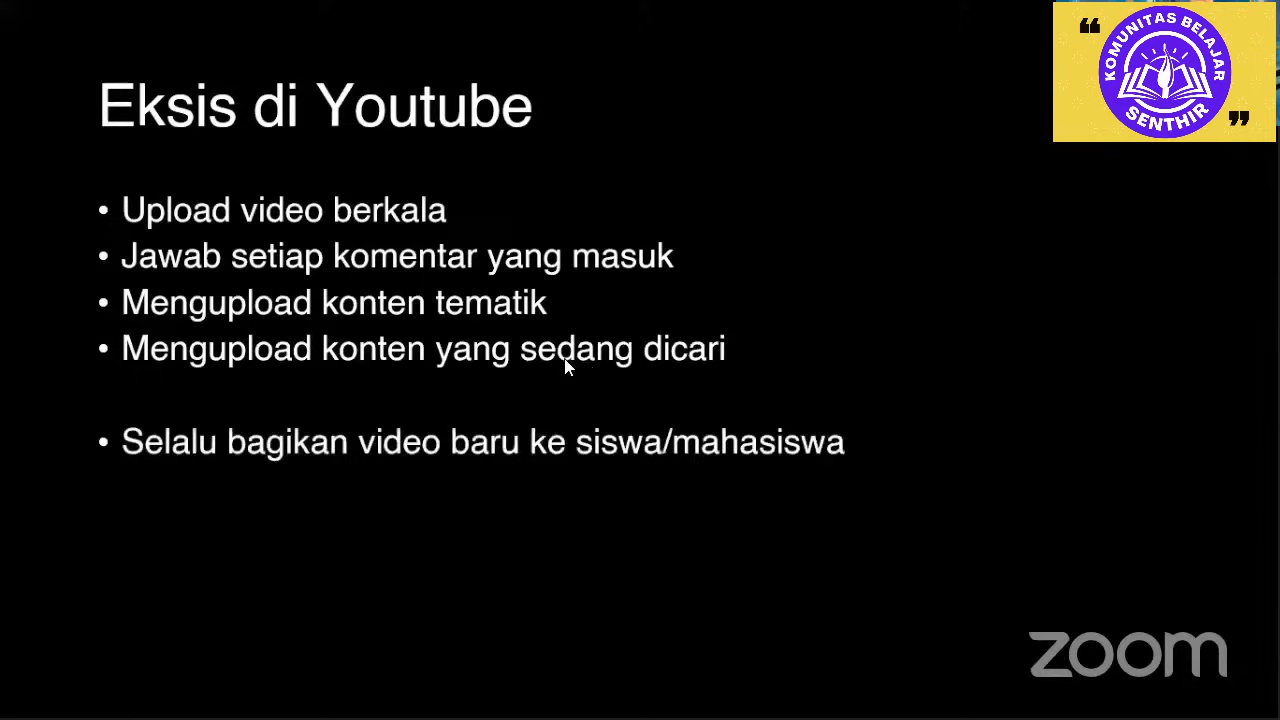 “
KOMUNITAS BELAJAR
SENTHIR
”
Eksis di Youtube
• Upload video berkala
• Jawab setiap komentar yang masuk
• Mengupload konten tematik
• Mengupload konten yang sedang dicari
• Selalu bagikan video baru ke siswa/mahasiswa
zoom